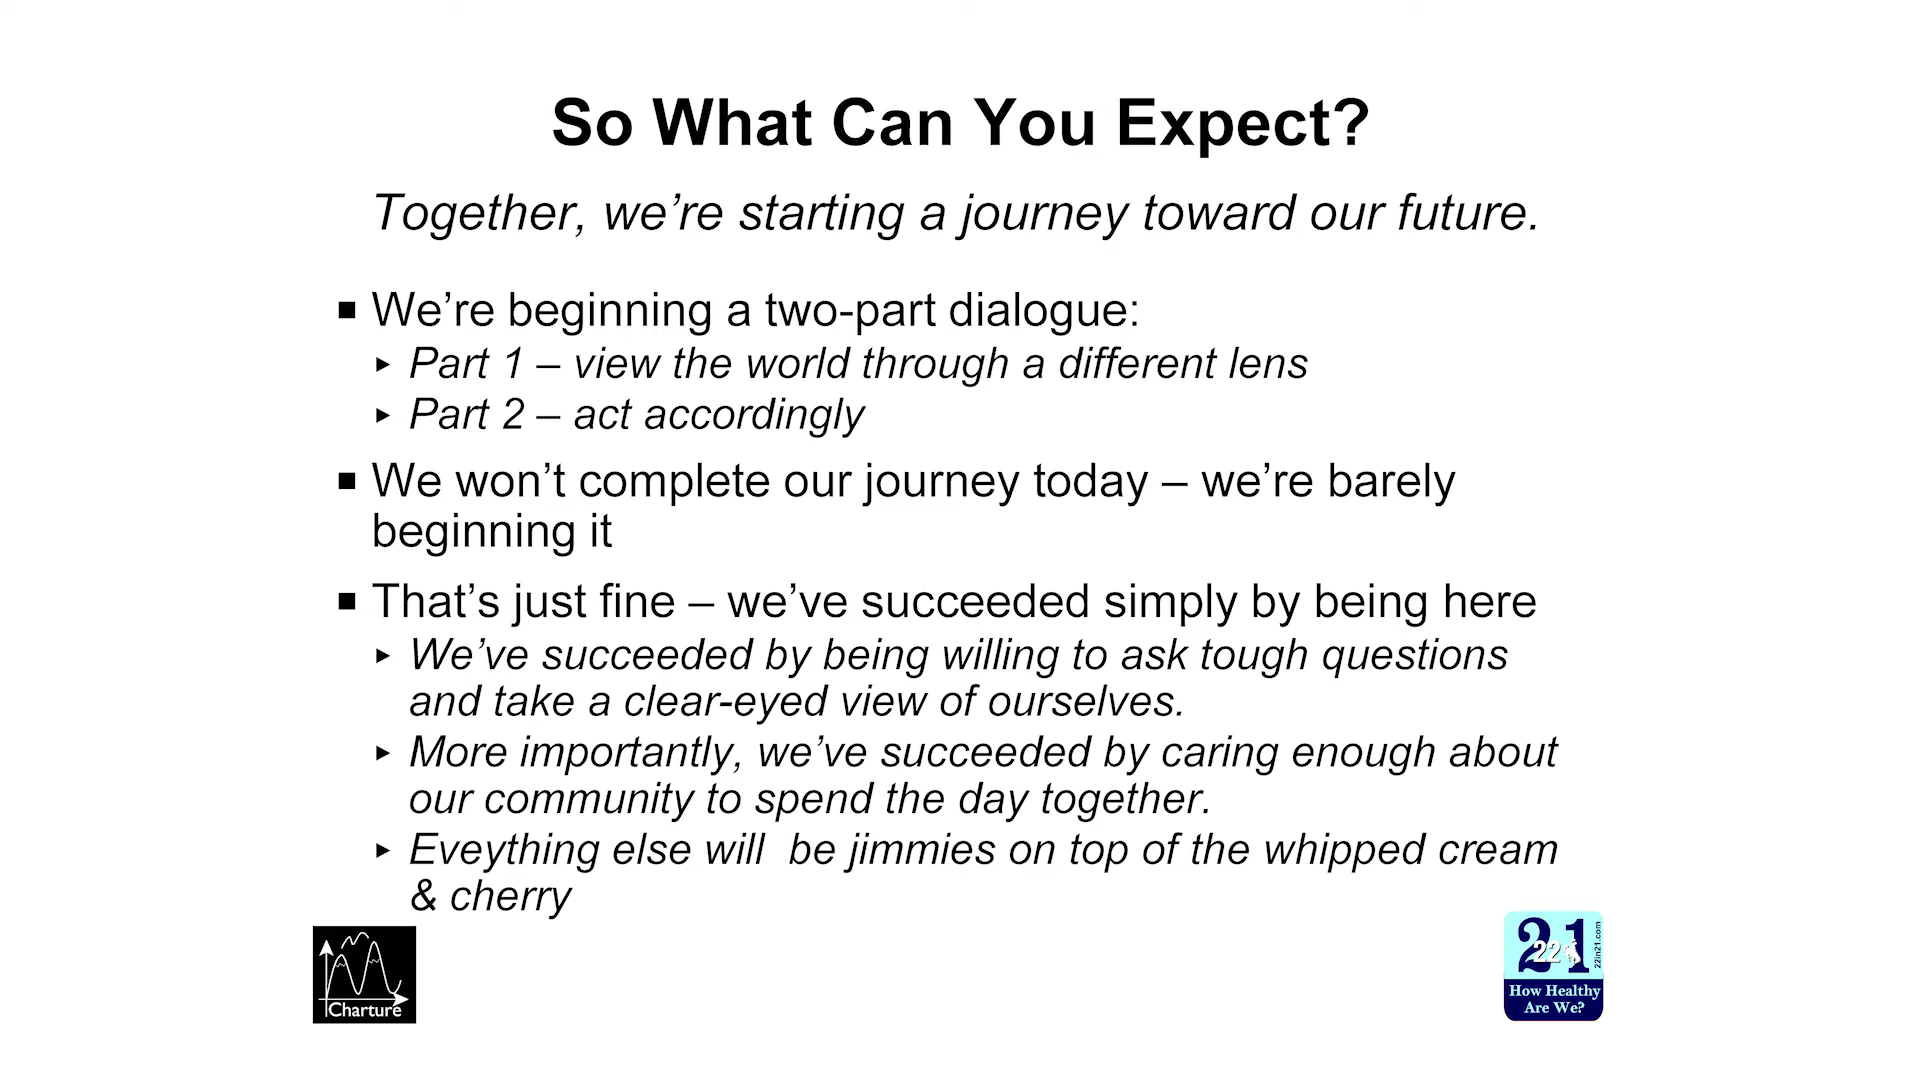 So What Can You Expect?
Together, we’re starting a journey toward our future.
■ We’re beginning a two-part dialogue:
▸ Part 1 – view the world through a different lens
▸ Part 2 – act accordingly
■ We won’t complete our journey today – we’re barely
beginning it
■ That’s just fine – we’ve succeeded simply by being here
▸ We’ve succeeded by being willing to ask tough questions
and take a clear-eyed view of ourselves.
▸ More importantly, we’ve succeeded by caring enough about
our community to spend the day together.
▸ Eveything else will  be jimmies on top of the whipped cream
& cherry
Charture
21
22
22in21.com
How Healthy
Are We?